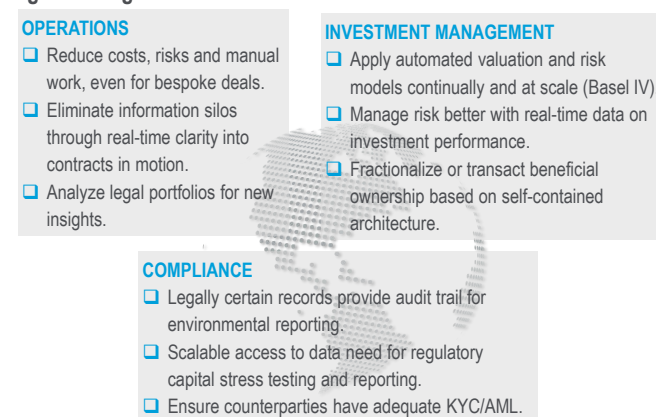 OPERATIONS
❑ Reduce costs, risks and manual
work, even for bespoke deals.
❑ Eliminate information silos
through real-time clarity into
contracts in motion.
❑ Analyze legal portfolios for new
insights.
INVESTMENT MANAGEMENT
❑ Apply automated valuation and risk
models continually and at scale (Basel IV)
❑ Manage risk better with real-time data on
investment performance.
❑ Fractionalize or transact beneficial
ownership based on self-contained
architecture.
COMPLIANCE
❑ Legally certain records provide audit trail for
environmental reporting.
❑ Scalable access to data need for regulatory
capital stress testing and reporting.
❑ Ensure counterparties have adequate KYC/AML.